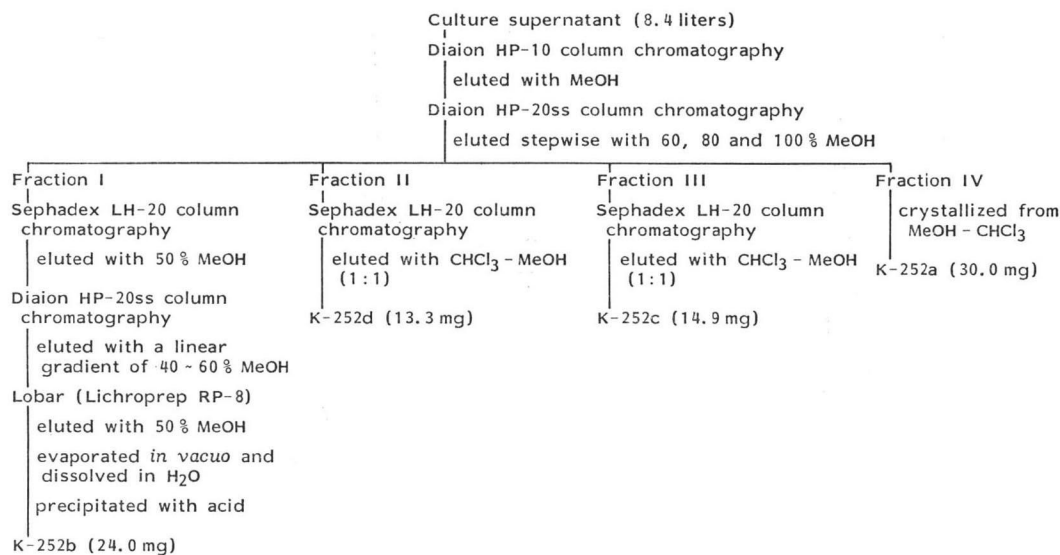 Culture supernatant (8.4 liters)
Diaion HP-10 column chromatography
eluted with MeOH
Diaion HP-20ss column chromatography
eluted stepwise with 60, 80 and 100% MeOH
Fraction I
Sephadex LH-20 column
chromatography
eluted with 50% MeOH
Diaion HP-20ss column
chromatography
eluted with a linear
gradient of 40 ~ 60% MeOH
Lobar (Lichroprep RP-8)
eluted with 50% MeOH
evaporated in vacuo and
dissolved in H₂O
precipitated with acid
K-252b (24.0 mg)
Fraction II
Sephadex LH-20 column
chromatography
eluted with CHCl₃ - MeOH
(1:1)
K-252d (13.3 mg)
Fraction III
Sephadex LH-20 column
chromatography
eluted with CHCl₃ - MeOH
(1:1)
K-252c (14.9 mg)
Fraction IV
crystallized from
MeOH - CHCl₃
K-252a (30.0 mg)